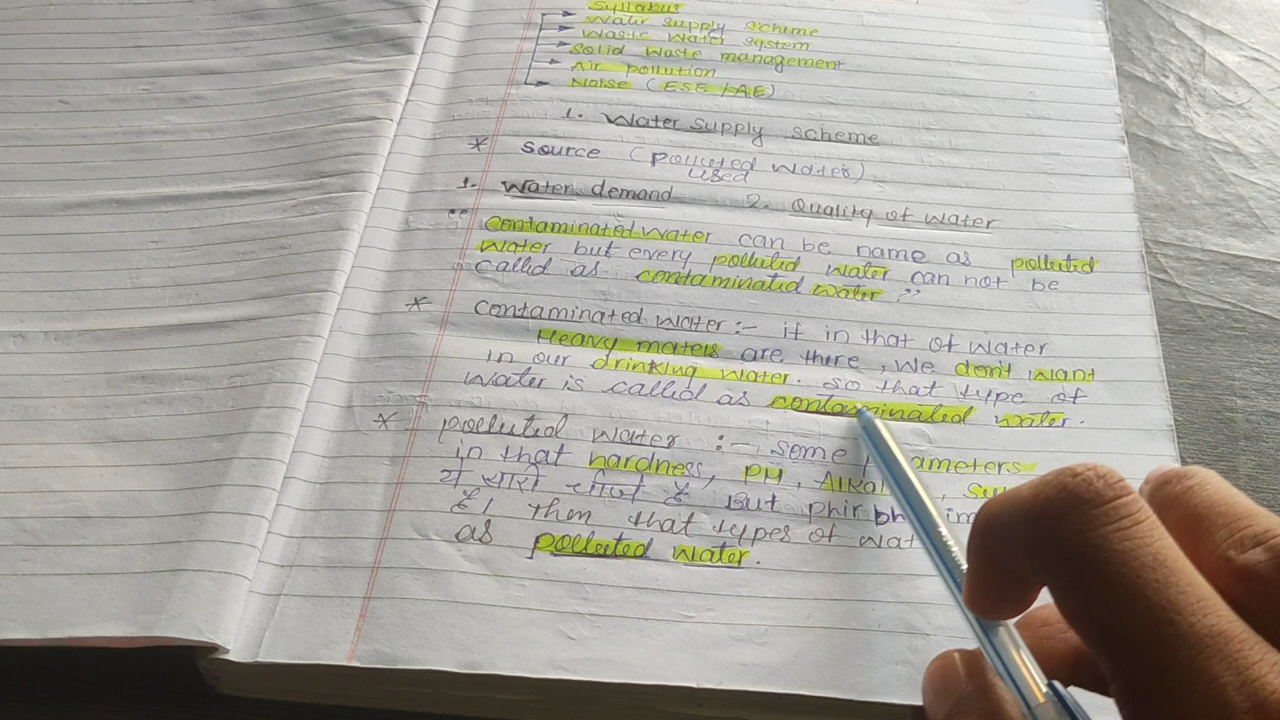 Syllabus
Water supply scheme
Waste Water system
Solid Waste management
Air pollution
Noise (ESE / AE)
1. Water supply scheme
* Source (polluted water)
used
1. Water demand 2. Quality of water
" Contaminated water can be name as polluted
water but every polluted water can not be
called as contaminated water "
* Contaminated water :- if in that of water
Heavy maters are there, we don't want
in our drinking water. so that type of
water is called as contaminated water.
* polluted water :- some
in that hardness, PH,
ये सारी चीजें है But phir bh
है। then that types of wat
as polluted water.